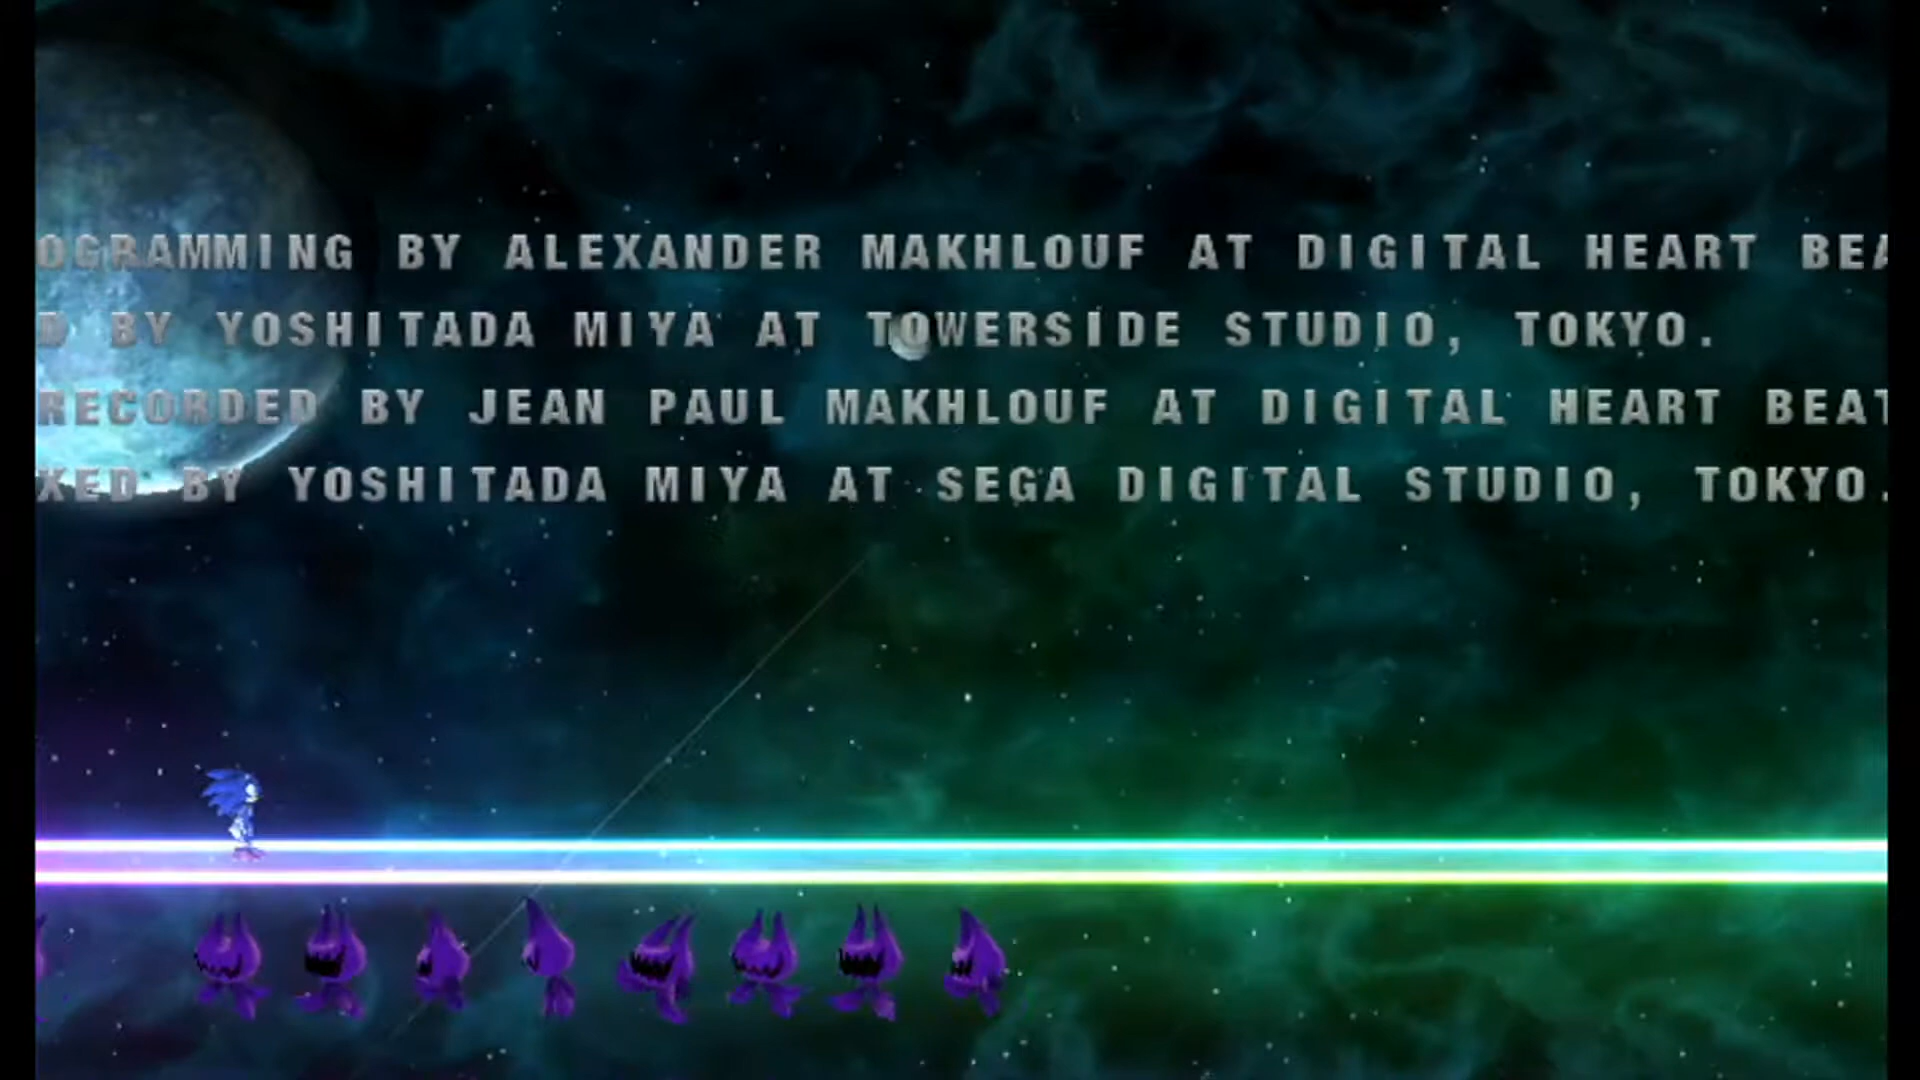 OGRAMMING BY ALEXANDER MAKHLOUF AT DIGITAL HEART BEA
D BY YOSHITADA MIYA AT TOWERSIDE STUDIO, TOKYO.
RECORDED BY JEAN PAUL MAKHLOUF AT DIGITAL HEART BEAT
XED BY YOSHITADA MIYA AT SEGA DIGITAL STUDIO, TOKYO.